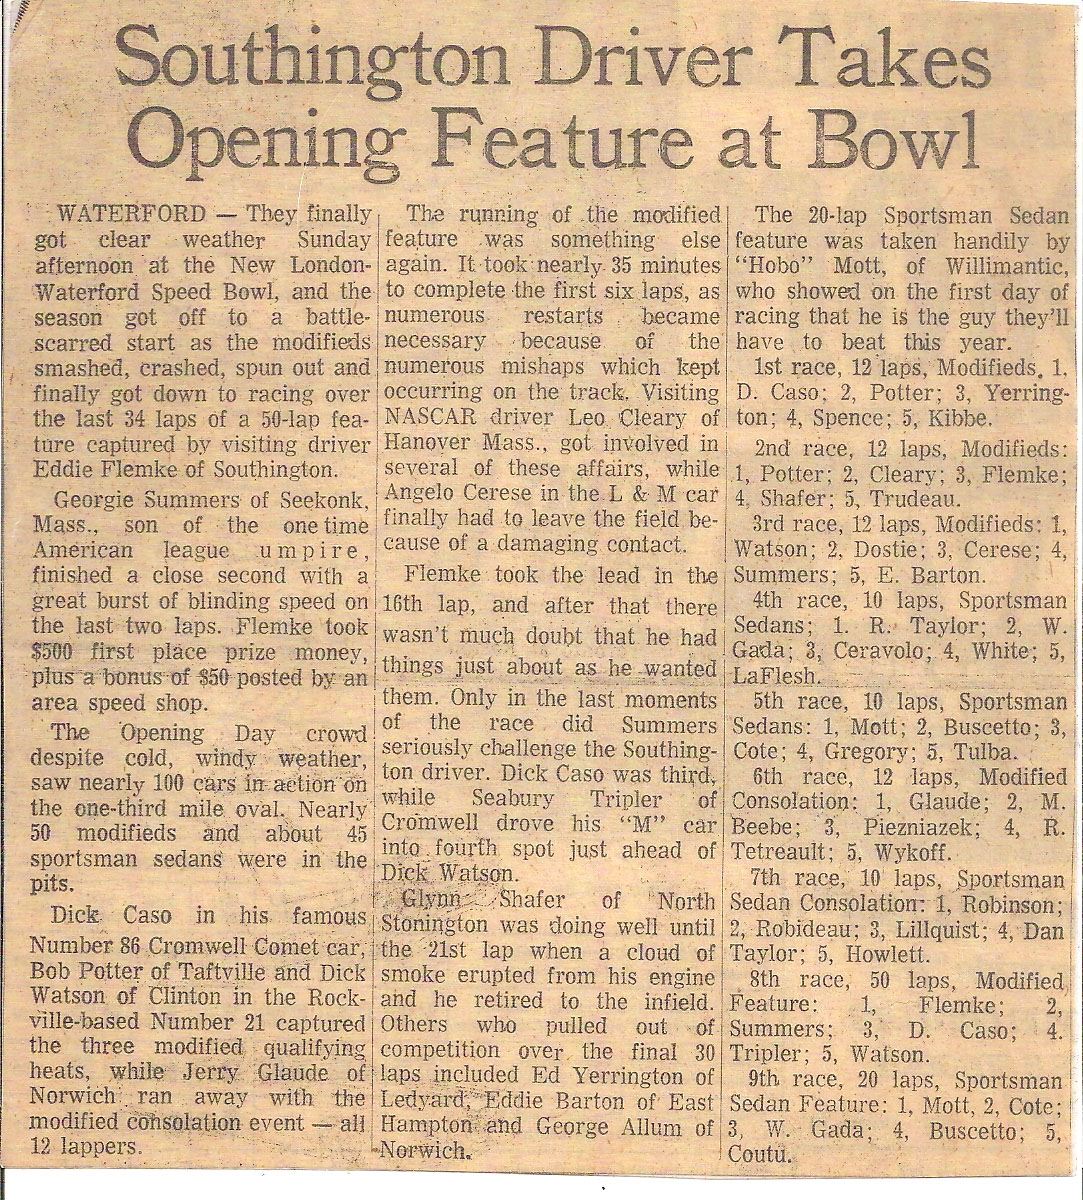 Southington Driver Takes
Opening Feature at Bowl
WATERFORD — They finally
got clear weather Sunday
afternoon at the New London-
Waterford Speed Bowl, and the
season got off to a battle-
scarred start as the modifieds
smashed, crashed, spun out and
finally got down to racing over
the last 34 laps of a 50-lap fea-
ture captured by visiting driver
Eddie Flemke of Southington.
Georgie Summers of Seekonk,
Mass., son of the one time
American league umpire,
finished a close second with a
great burst of blinding speed on
the last two laps. Flemke took
$500 first place prize money,
plus a bonus of $50 posted by an
area speed shop.
The Opening Day crowd
despite cold, windy weather,
saw nearly 100 cars in action on
the one-third mile oval. Nearly
50 modifieds and about 45
sportsman sedans were in the
pits.
Dick Caso in his famous
Number 86 Cromwell Comet car,
Bob Potter of Taftville and Dick
Watson of Clinton in the Rock-
ville-based Number 21 captured
the three modified qualifying
heats, while Jerry Glaude of
Norwich ran away with the
modified consolation event — all
12 lappers.
The running of the modified
feature was something else
again. It took nearly 35 minutes
to complete the first six laps, as
numerous restarts became
necessary because of the
numerous mishaps which kept
occurring on the track. Visiting
NASCAR driver Leo Cleary of
Hanover Mass., got involved in
several of these affairs, while
Angelo Cerese in the L & M car
finally had to leave the field be-
cause of a damaging contact.
Flemke took the lead in the
16th lap, and after that there
wasn't much doubt that he had
things just about as he wanted
them. Only in the last moments
of the race did Summers
seriously challenge the Southing-
ton driver. Dick Caso was third,
while Seabury Tripler of
Cromwell drove his "M" car
into fourth spot just ahead of
Dick Watson.
Glynn Shafer of North
Stonington was doing well until
the 21st lap when a cloud of
smoke erupted from his engine
and he retired to the infield.
Others who pulled out of
competition over the final 30
laps included Ed Yerrington of
Ledyard, Eddie Barton of East
Hampton and George Allum of
Norwich.
The 20-lap Sportsman Sedan
feature was taken handily by
"Hobo" Mott, of Willimantic,
who showed on the first day of
racing that he is the guy they'll
have to beat this year.
1st race, 12 laps, Modifieds. 1,
D. Caso; 2, Potter; 3, Yerring-
ton; 4, Spence; 5, Kibbe.
2nd race, 12 laps, Modifieds:
1, Potter; 2, Cleary; 3, Flemke;
4, Shafer; 5, Trudeau.
3rd race, 12 laps, Modifieds: 1,
Watson; 2, Dostie; 3, Cerese; 4,
Summers; 5, E. Barton.
4th race, 10 laps, Sportsman
Sedans; 1. R. Taylor; 2, W.
Gada; 3, Ceravolo; 4, White; 5,
LaFlesh.
5th race, 10 laps, Sportsman
Sedans: 1, Mott; 2, Buscetto; 3,
Cote; 4, Gregory; 5, Tulba.
6th race, 12 laps, Modified
Consolation: 1, Glaude; 2, M.
Beebe; 3, Piezniazek; 4, R.
Tetreault; 5, Wykoff.
7th race, 10 laps, Sportsman
Sedan Consolation: 1, Robinson;
2, Robideau; 3, Lillquist; 4, Dan
Taylor; 5, Howlett.
8th race, 50 laps, Modified
Feature: 1, Flemke; 2,
Summers; 3, D. Caso; 4.
Tripler; 5, Watson.
9th race, 20 laps, Sportsman
Sedan Feature: 1, Mott, 2, Cote;
3, W. Gada; 4, Buscetto; 5,
Coutu.